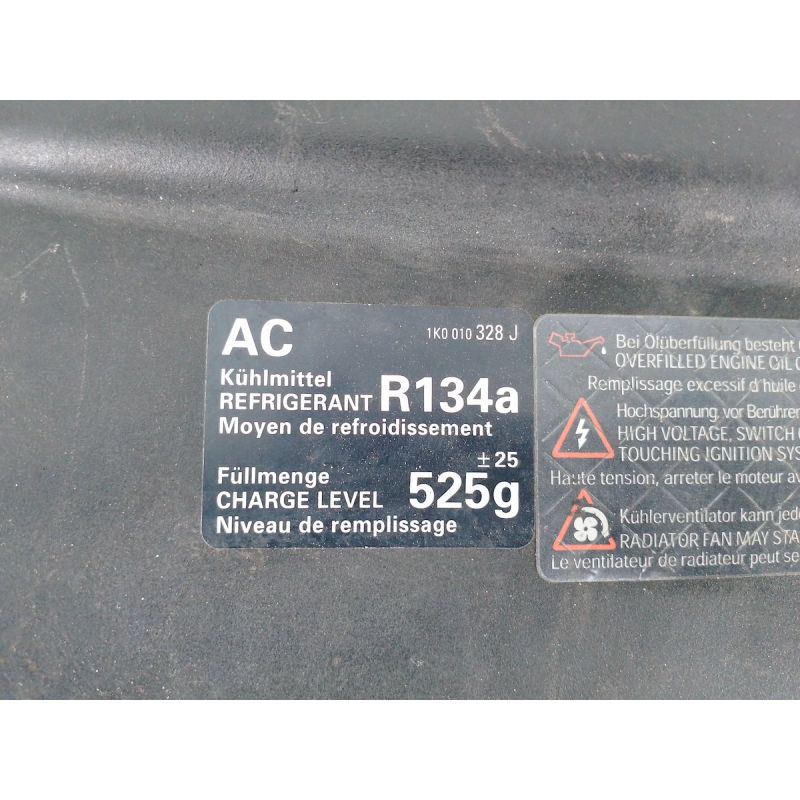 AC 1K0 010 328 J
Kühlmittel
REFRIGERANT R134a
Moyen de refroidissement
± 25
Füllmenge
CHARGE LEVEL 525g
Niveau de remplissage
Bei Ölüberfüllung besteht
OVERFILLED ENGINE OIL
Remplissage excessif d'huile
Hochspannung, vor Berühren
HIGH VOLTAGE, SWITCH
TOUCHING IGNITION SYS
Haute tension, arreter le moteur av
Kühlerventilator kann jede
RADIATOR FAN MAY STA
Le ventilateur de radiateur peut se